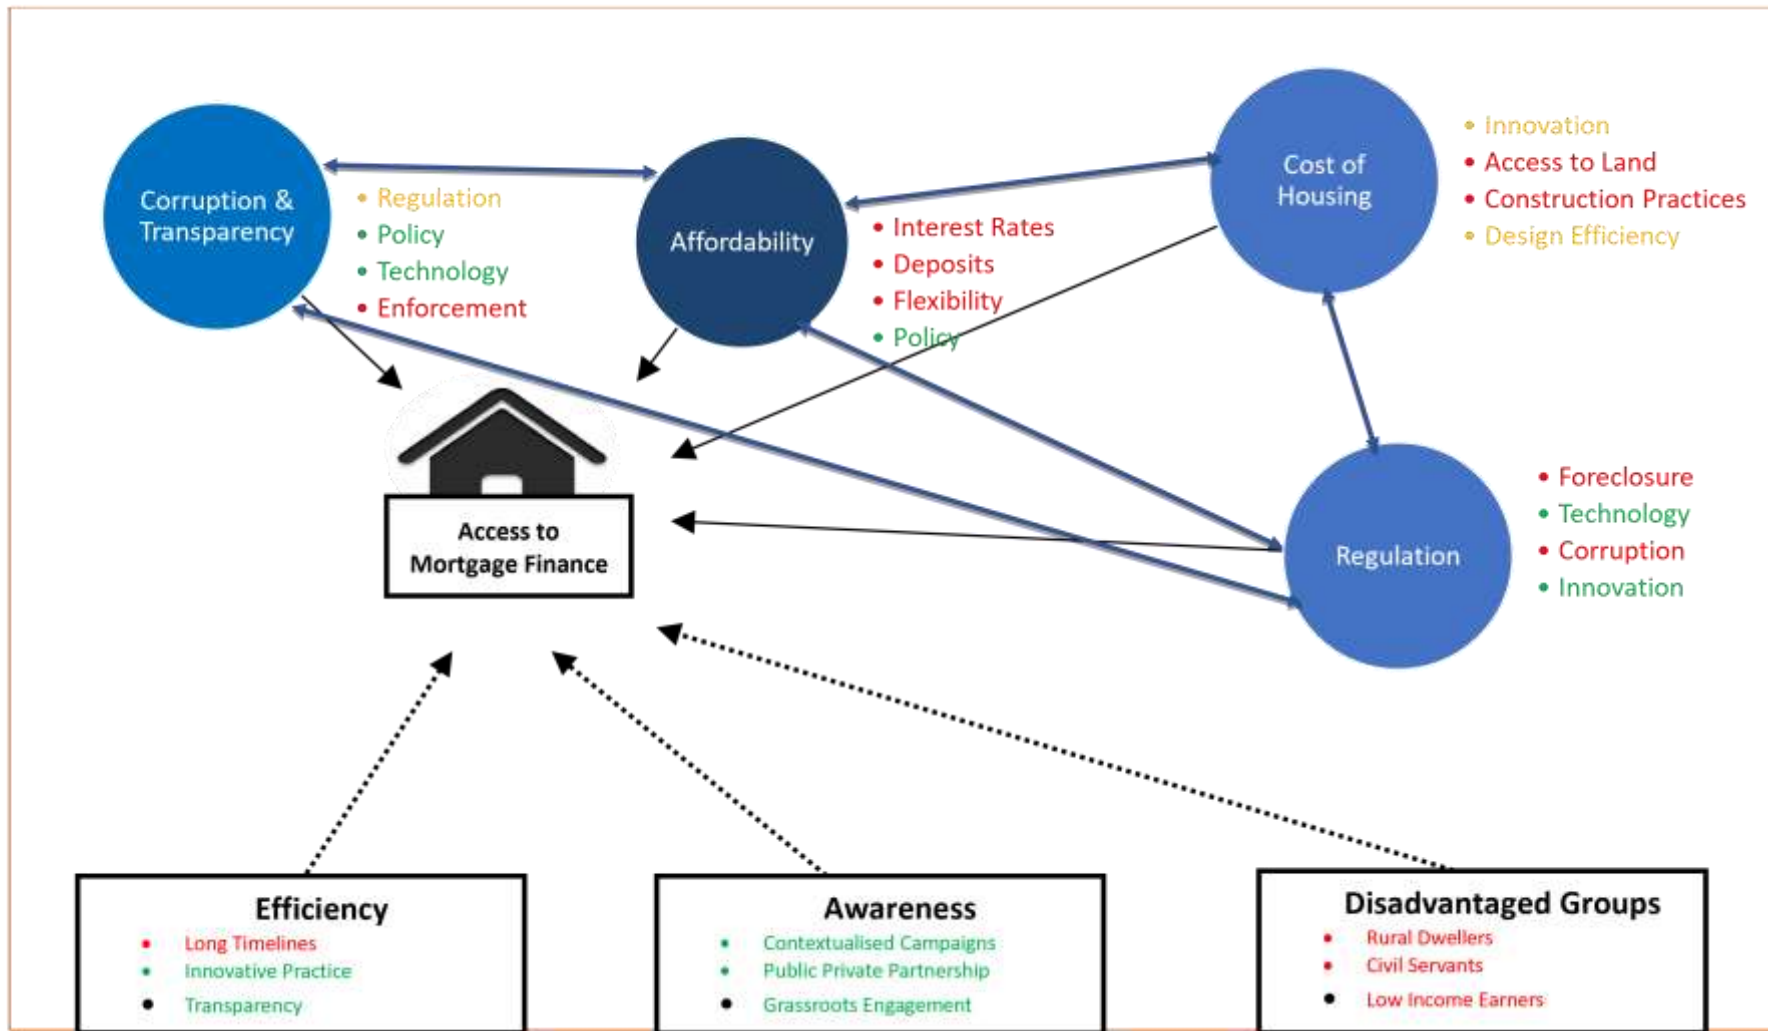 Corruption &
Transparency
• Regulation
• Policy
• Technology
• Enforcement
Affordability
• Interest Rates
• Deposits
• Flexibility
• Policy
Cost of
Housing
• Innovation
• Access to Land
• Construction Practices
• Design Efficiency
Regulation
• Foreclosure
• Technology
• Corruption
• Innovation
Access to
Mortgage Finance
Efficiency
• Long Timelines
• Innovative Practice
• Transparency
Awareness
• Contextualised Campaigns
• Public Private Partnership
• Grassroots Engagement
Disadvantaged Groups
• Rural Dwellers
• Civil Servants
• Low Income Earners